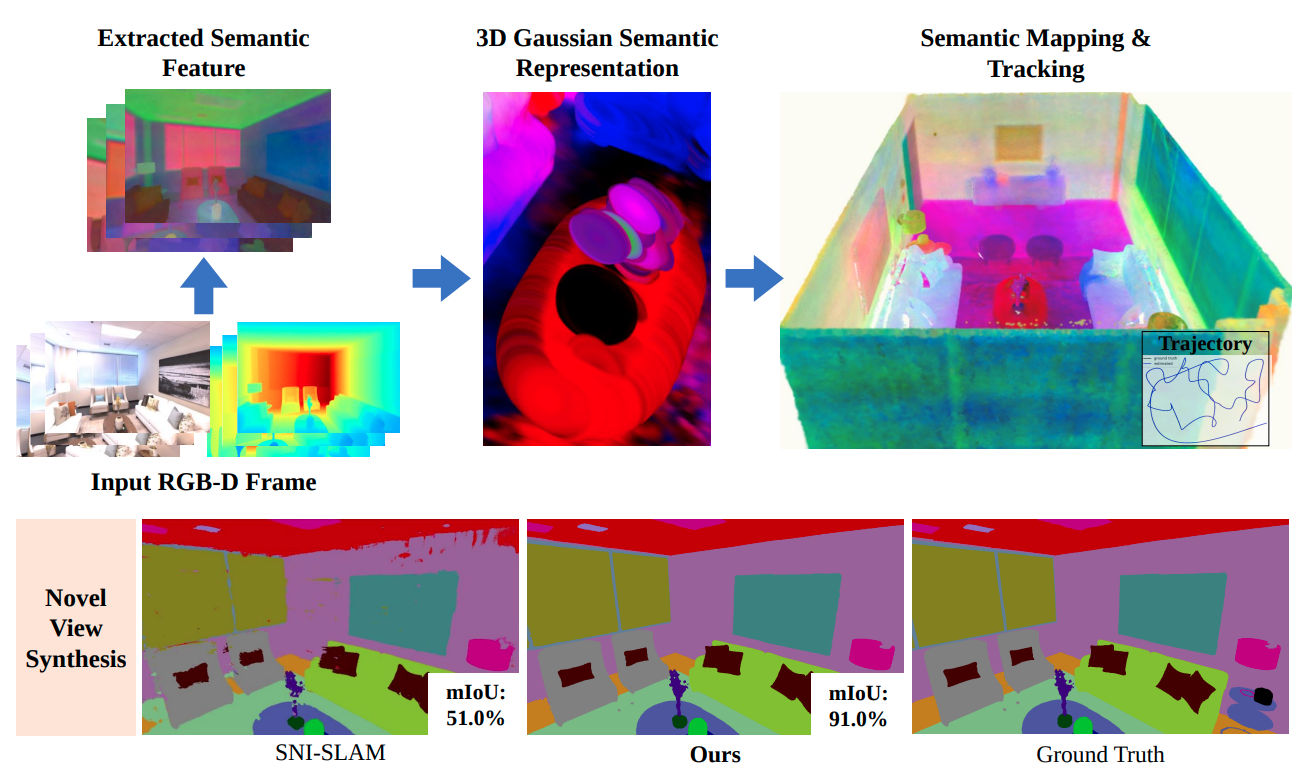 Extracted Semantic
Feature
3D Gaussian Semantic
Representation
Semantic Mapping &
Tracking
Trajectory
ground truth
estimated
Input RGB-D Frame
Novel
View
Synthesis
mIoU:
51.0%
mIoU:
91.0%
SNI-SLAM
Ours
Ground Truth